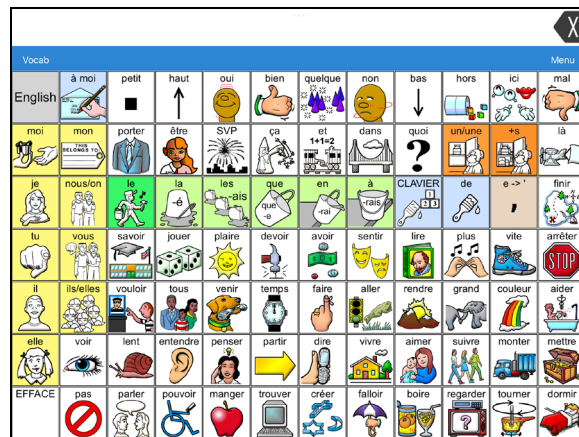 X
Vocab Menu
à moi petit haut oui bien quelque non bas hors ici mal
English
moi mon porter être SVP ça et dans quoi un/une +s là
THIS BELONGS TO 1+1=2 ?
je nous/on le la les que en à CLAVIER de e -> ' finir
-é -ais que -e -rai -rais 1 2 3 '
tu vous savoir jouer plaire devoir avoir sentir lire plus vite arrêter
STOP
il ils/elles vouloir tous venir temps faire aller rendre grand couleur aider
elle voir lent entendre penser partir dire vivre aimer suivre monter mettre
EFFACE pas parler pouvoir manger trouver créer falloir boire regarder tourner dormir
?